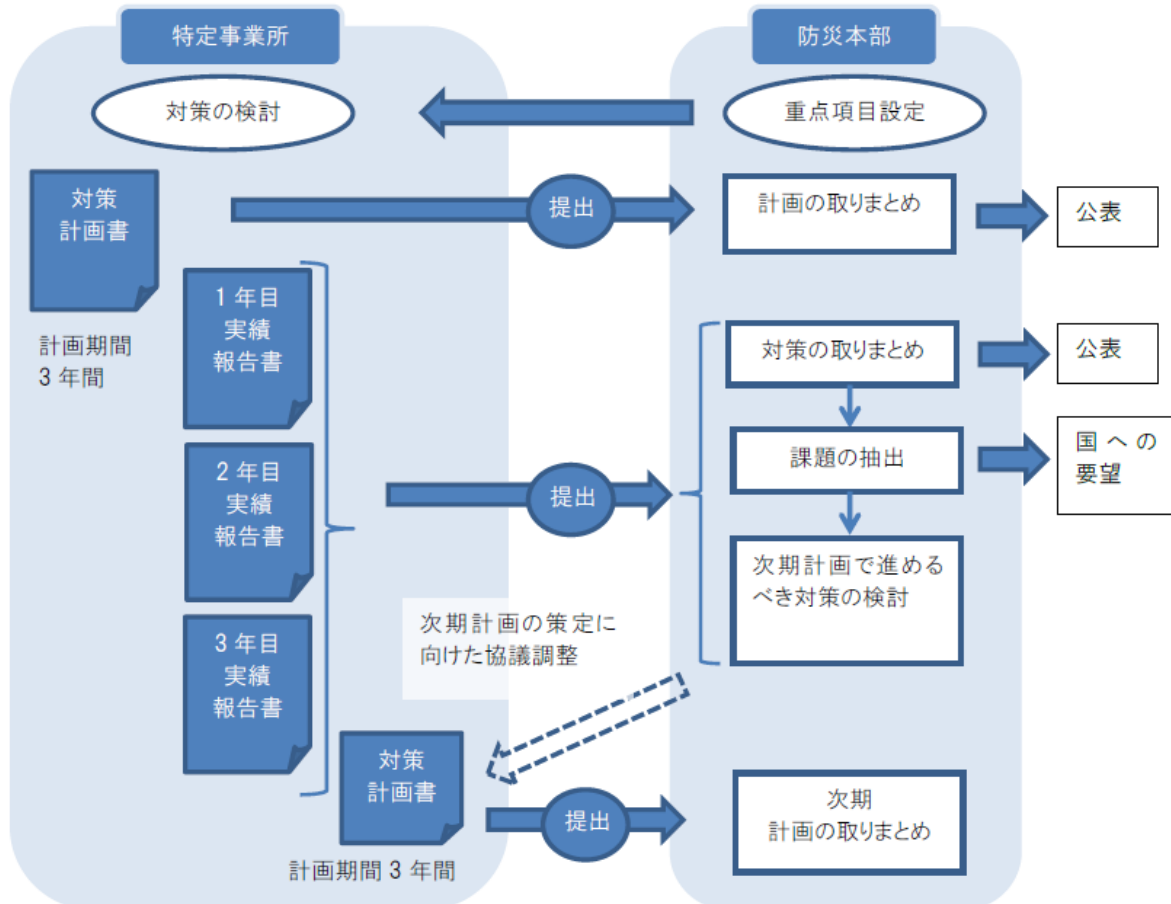 特定事業所
防災本部
対策の検討
重点項目設定
対策
計画書
提出
計画の取りまとめ
公表
計画期間
3 年間
1 年目
実績
報告書
2 年目
実績
報告書
3 年目
実績
報告書
提出
対策の取りまとめ
公表
課題の抽出
国への
要望
次期計画で進める
べき対策の検討
次期計画の策定に
向けた協議調整
対策
計画書
計画期間 3 年間
提出
次期
計画の取りまとめ